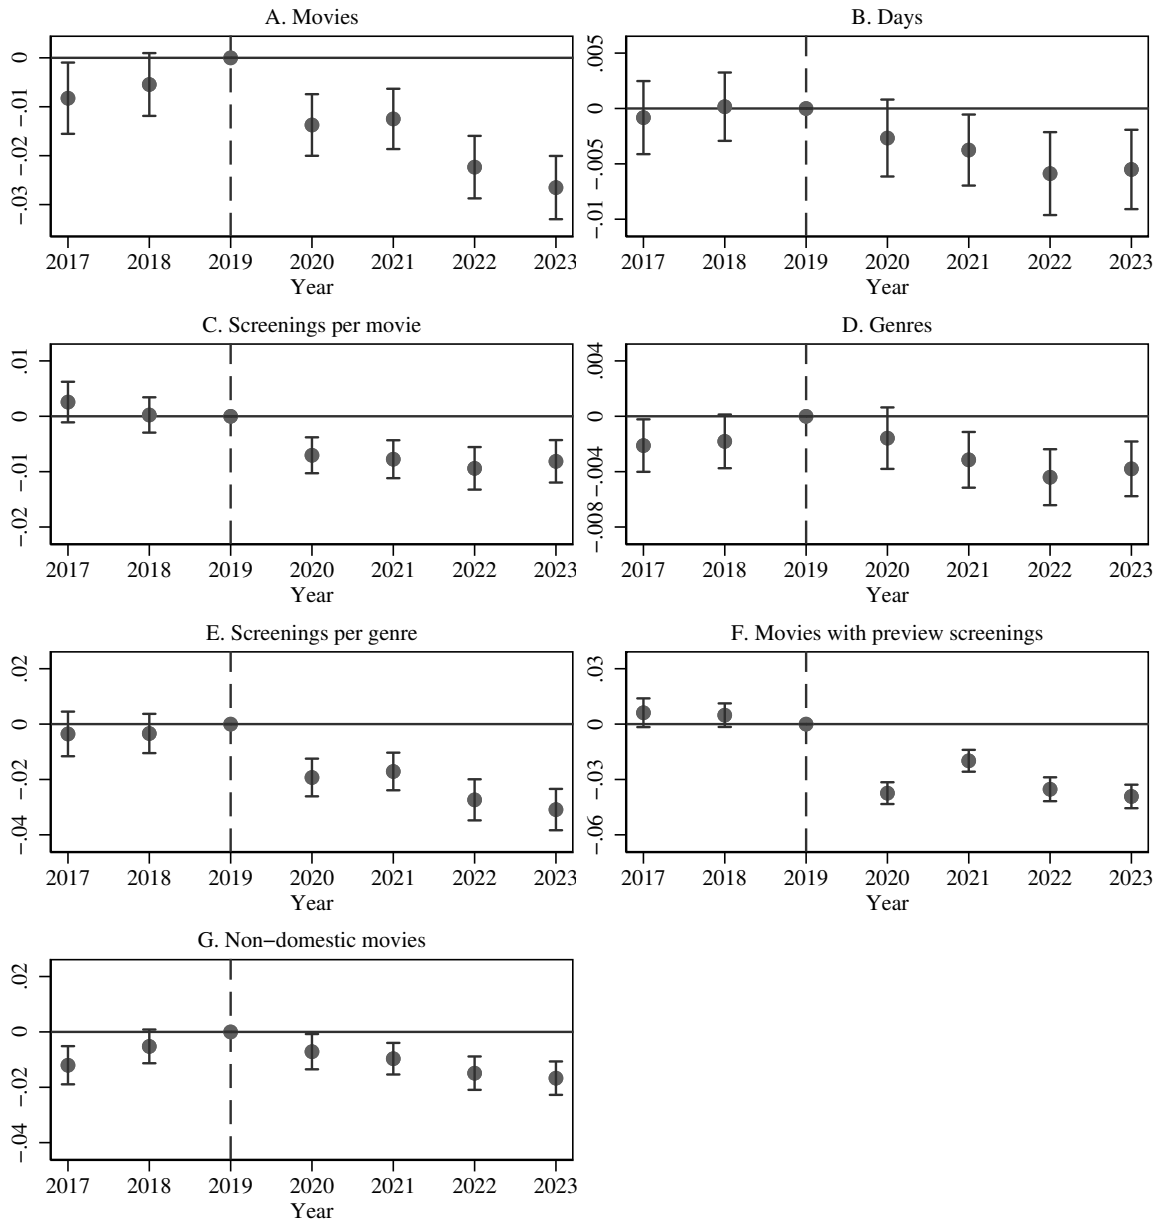 A. Movies
0
−.01
−.02
−.03
2017 2018 2019 2020 2021 2022 2023
Year
B. Days
.005
0
−.005
−.01
2017 2018 2019 2020 2021 2022 2023
Year
C. Screenings per movie
.01
0
−.01
−.02
2017 2018 2019 2020 2021 2022 2023
Year
D. Genres
.004
0
−.004
−.008
2017 2018 2019 2020 2021 2022 2023
Year
E. Screenings per genre
.02
0
−.02
−.04
2017 2018 2019 2020 2021 2022 2023
Year
F. Movies with preview screenings
.03
0
−.03
−.06
2017 2018 2019 2020 2021 2022 2023
Year
G. Non−domestic movies
.02
0
−.02
−.04
2017 2018 2019 2020 2021 2022 2023
Year